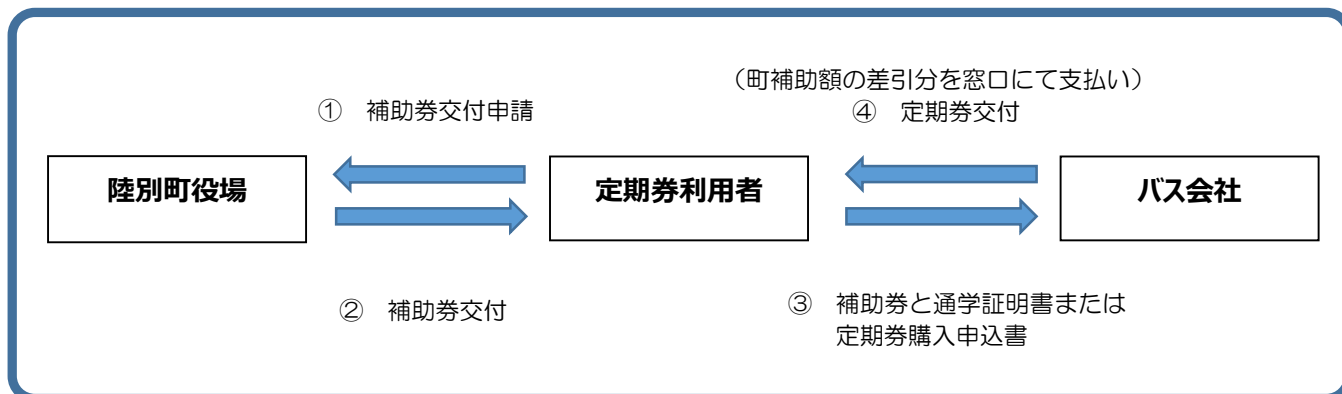 （町補助額の差引分を窓口にて支払い）
①　補助券交付申請
④　定期券交付
陸別町役場
定期券利用者
バス会社
②　補助券交付
③　補助券と通学証明書または
定期券購入申込書